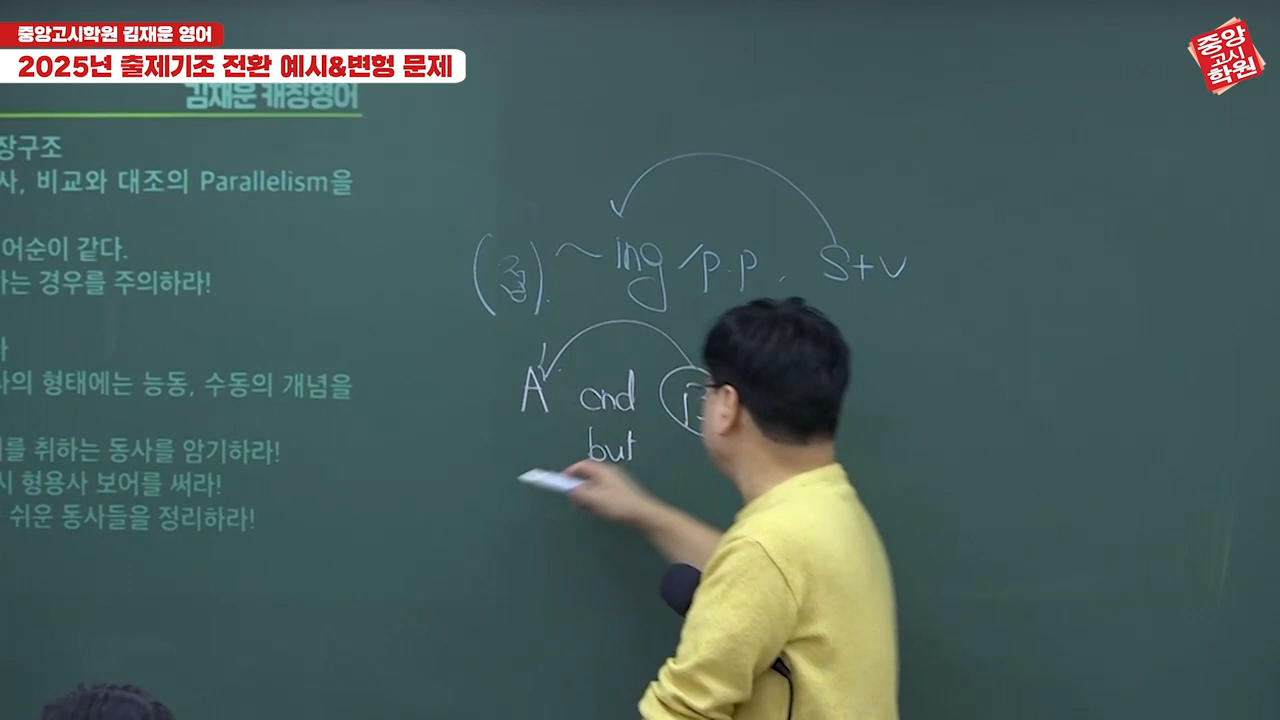 중앙고시학원 김재운 영어
2025년 출제기조 전환 예시&변형 문제
중앙
고시
학원
김재운 캐칭영어
장구조
사, 비교와 대조의 Parallelism을
어순이 같다.
하는 경우를 주의하라!
사의 형태에는 능동, 수동의 개념을
를 취하는 동사를 암기하라!
시 형용사 보어를 써라!
쉬운 동사들을 정리하라!
( ) ~ing/p.p, S+V
A and B
but